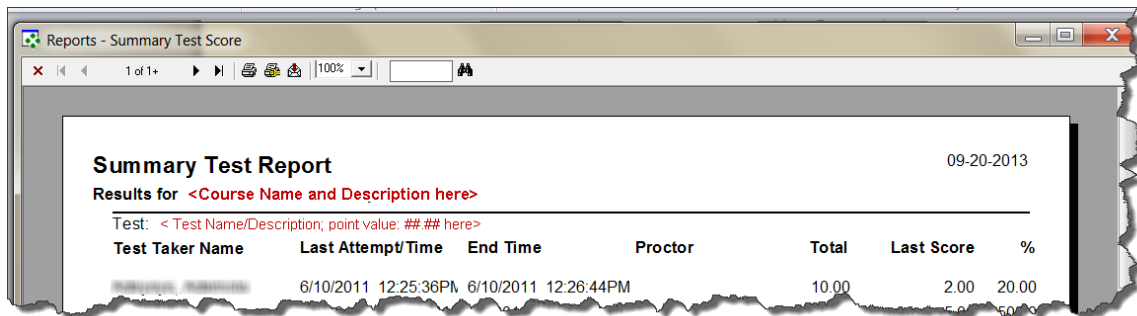 Reports - Summary Test Score
1 of 1+ 100%
Summary Test Report 09-20-2013
Results for <Course Name and Description here>
Test: < Test Name/Description; point value: ##.## here>
Test Taker Name Last Attempt/Time End Time Proctor Total Last Score %
6/10/2011 12:25:36PM 6/10/2011 12:26:44PM 10.00 2.00 20.00